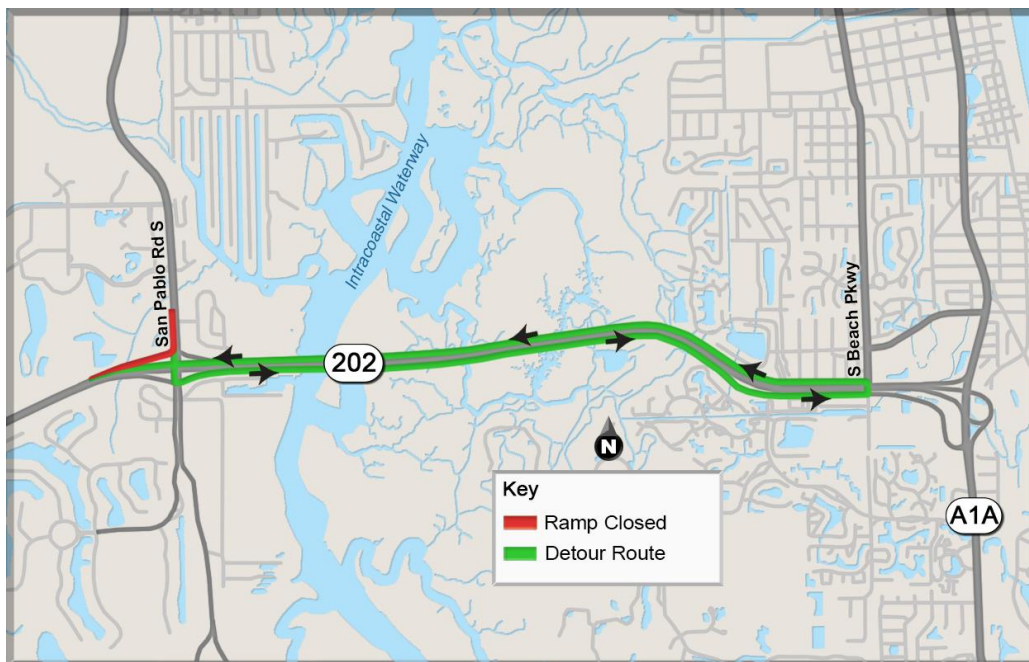 San Pablo Rd S
Intracoastal Waterway
202
S Beach Pkwy
N
A1A
Key
Ramp Closed
Detour Route